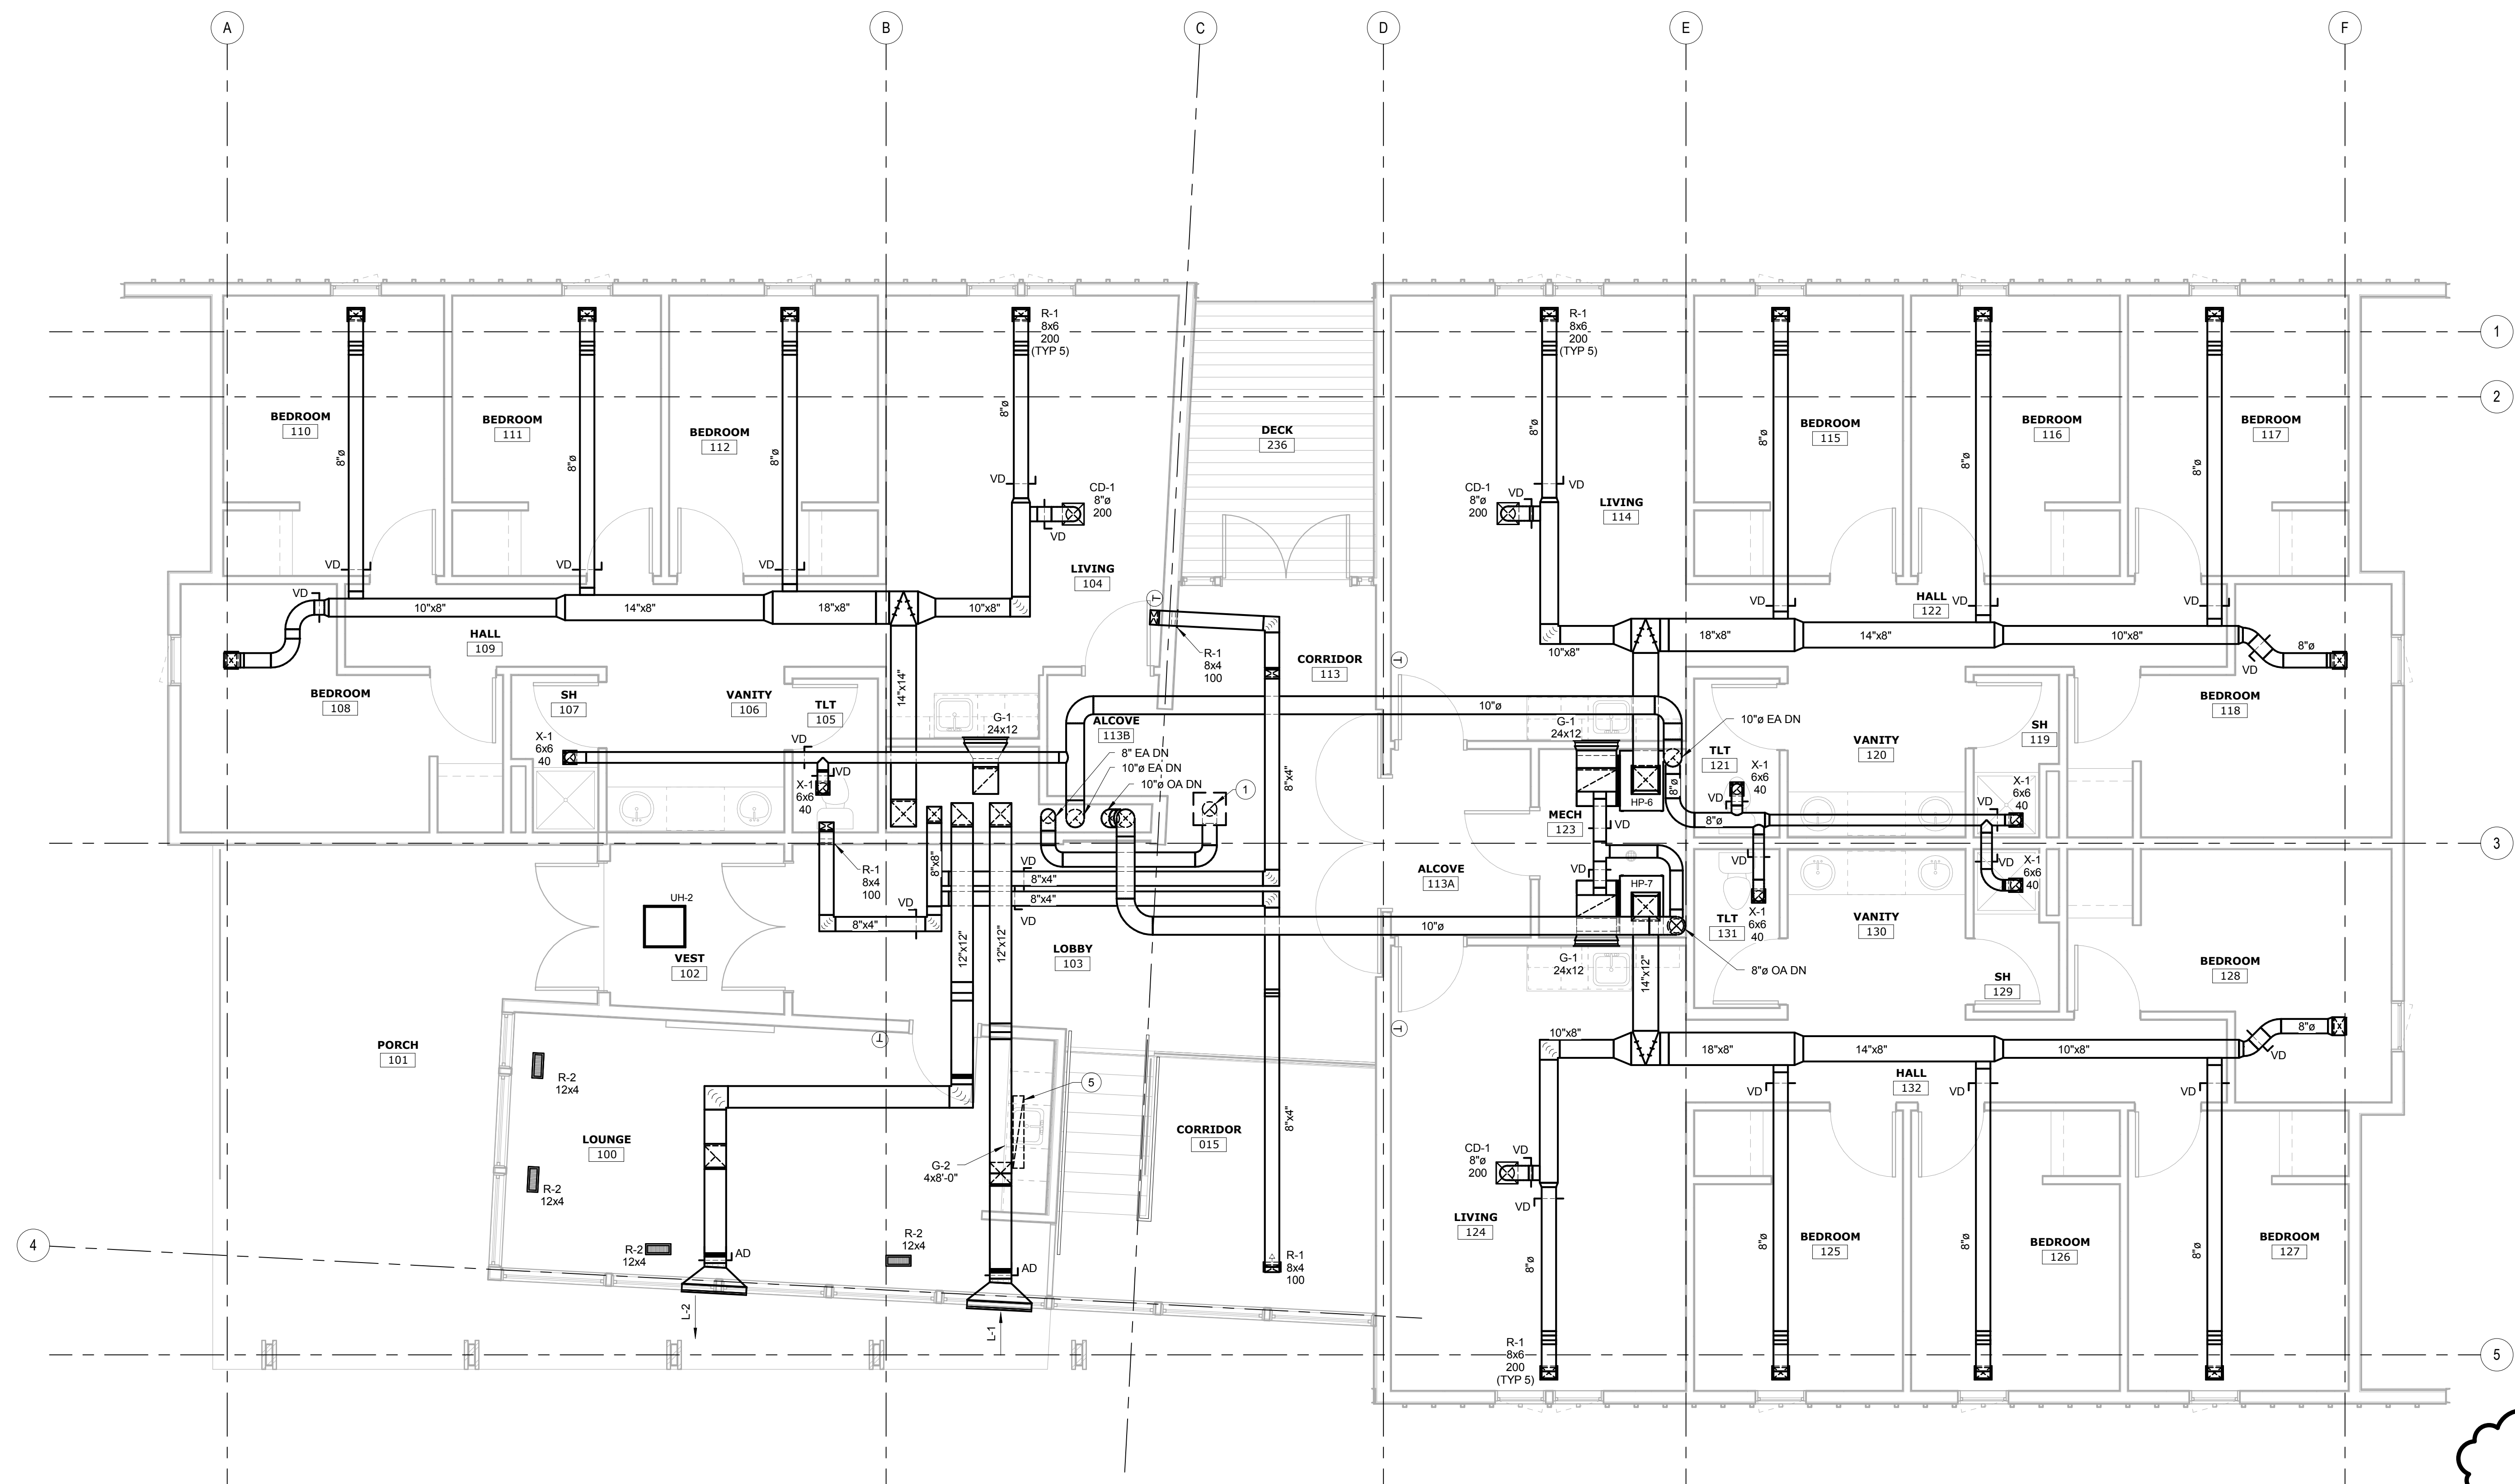 A
B
C
D
E
F
R-1
8x6
200
(TYP 5)
R-1
8x6
200
(TYP 5)
1
2
BEDROOM
110
BEDROOM
111
BEDROOM
112
8"ø
8"ø
8"ø
8"ø
DECK
236
8"ø
BEDROOM
115
BEDROOM
116
BEDROOM
117
8"ø
8"ø
8"ø
VD
CD-1
8"ø
200
VD
CD-1
8"ø
200
VD
VD
LIVING
114
VD
VD
VD
VD
LIVING
104
VD
10"x8"
14"x8"
18"x8"
10"x8"
T
VD
VD
VD
HALL
122
HALL
109
R-1
8x4
100
10"x8"
18"x8"
14"x8"
10"x8"
8"ø
VD
CORRIDOR
113
T
BEDROOM
108
SH
107
VANITY
106
TLT
105
14"x14"
G-1
24x12
ALCOVE
113B
10"ø
G-1
24x12
10"ø EA DN
BEDROOM
118
SH
119
VANITY
120
TLT
121
X-1
6x6
40
VD
VD
X-1
6x6
40
8" EA DN
10"ø EA DN
10"ø OA DN
1
8"x4"
8"ø
HP-6
X-1
6x6
40
VD
VD
X-1
6x6
40
MECH
123
VD
8"ø
3
R-1
8x4
100
8"x8"
VD
8"x4"
8"x4"
VD
VD
8"x4"
ALCOVE
113A
VD
HP-7
VD
VD
X-1
6x6
40
X-1
6x6
40
UH-2
VEST
102
12"x12"
12"x12"
LOBBY
103
10"ø
TLT
131
VANITY
130
8"ø OA DN
G-1
24x12
14"x12"
SH
129
BEDROOM
128
PORCH
101
T
T
10"x8"
18"x8"
14"x8"
10"x8"
8"ø
VD
R-2
12x4
5
HALL
132
VD
VD
VD
LOUNGE
100
CORRIDOR
015
8"x4"
CD-1
8"ø
200
VD
G-2
4x8'-0"
R-2
12x4
VD
LIVING
124
BEDROOM
125
BEDROOM
126
BEDROOM
127
4
R-2
12x4
AD
R-2
12x4
AD
R-1
8x4
100
8"ø
8"ø
8"ø
8"ø
L-2
L-1
R-1
8x6
200
(TYP 5)
5